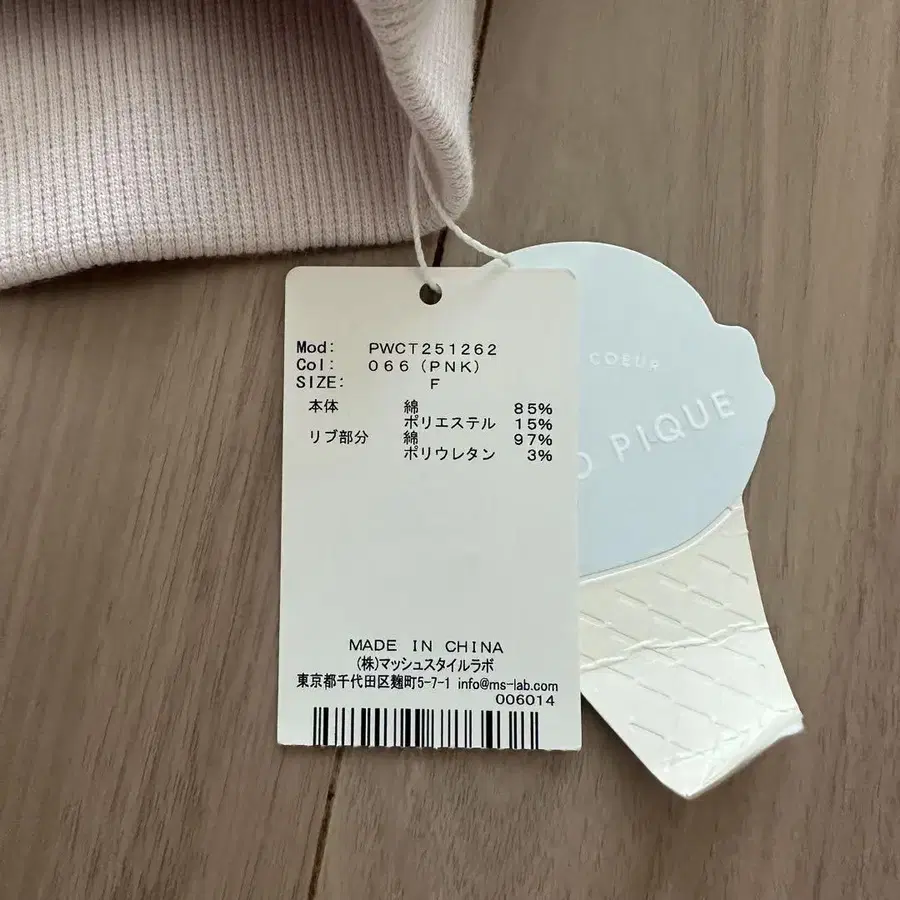 Mod: PWCT251262
Col: 066 (PNK)
SIZE: F
本体 綿 85%
ポリエステル 15%
リブ部分 綿 97%
ポリウレタン 3%
MADE IN CHINA
(株)マッシュスタイルラボ
東京都千代田区麹町5-7-1 info@ms-lab.com
006014
COEUR
PIQUE